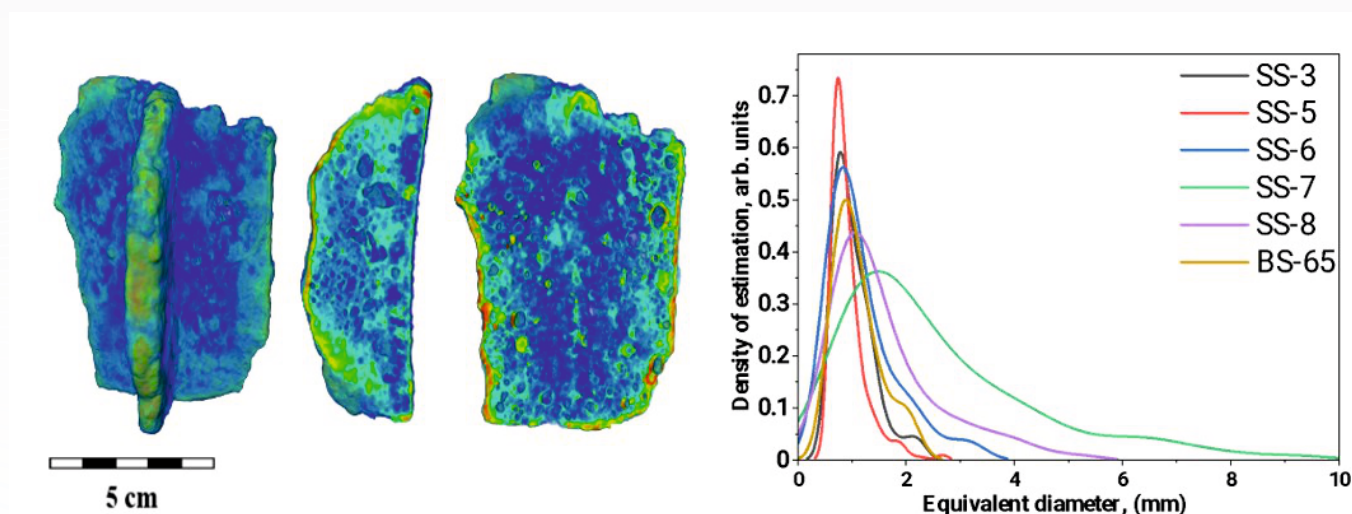 5 cm
Density of estimation, arb. units
0.7
0.6
0.5
0.4
0.3
0.2
0.1
0
0 2 4 6 8 10
Equivalent diameter, (mm)
SS-3
SS-5
SS-6
SS-7
SS-8
BS-65